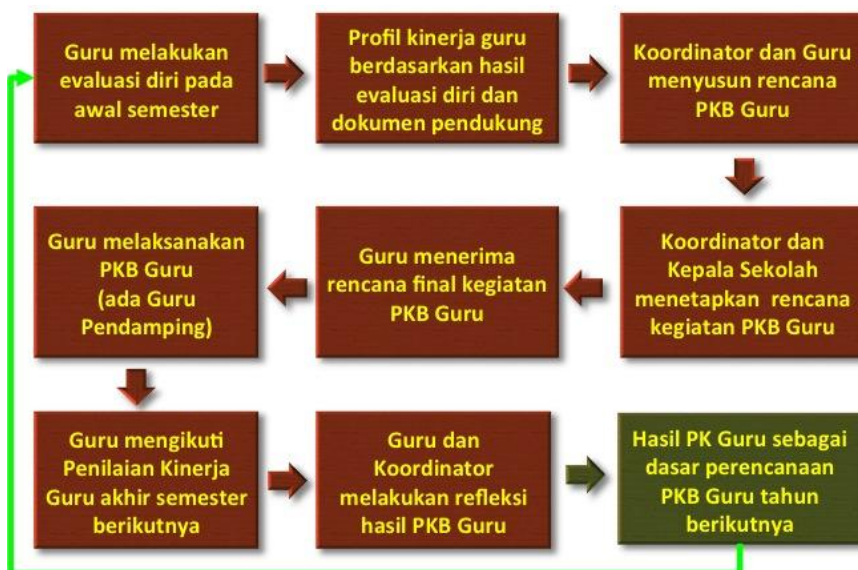 Guru melakukan
evaluasi diri pada
awal semester
Profil kinerja guru
berdasarkan hasil
evaluasi diri dan
dokumen pendukung
Koordinator dan Guru
menyusun rencana
PKB Guru
Koordinator dan
Kepala Sekolah
menetapkan rencana
kegiatan PKB Guru
Guru menerima
rencana final kegiatan
PKB Guru
Guru melaksanakan
PKB Guru
(ada Guru
Pendamping)
Guru mengikuti
Penilaian Kinerja
Guru akhir semester
berikutnya
Guru dan
Koordinator
melakukan refleksi
hasil PKB Guru
Hasil PK Guru sebagai
dasar perencanaan
PKB Guru tahun
berikutnya